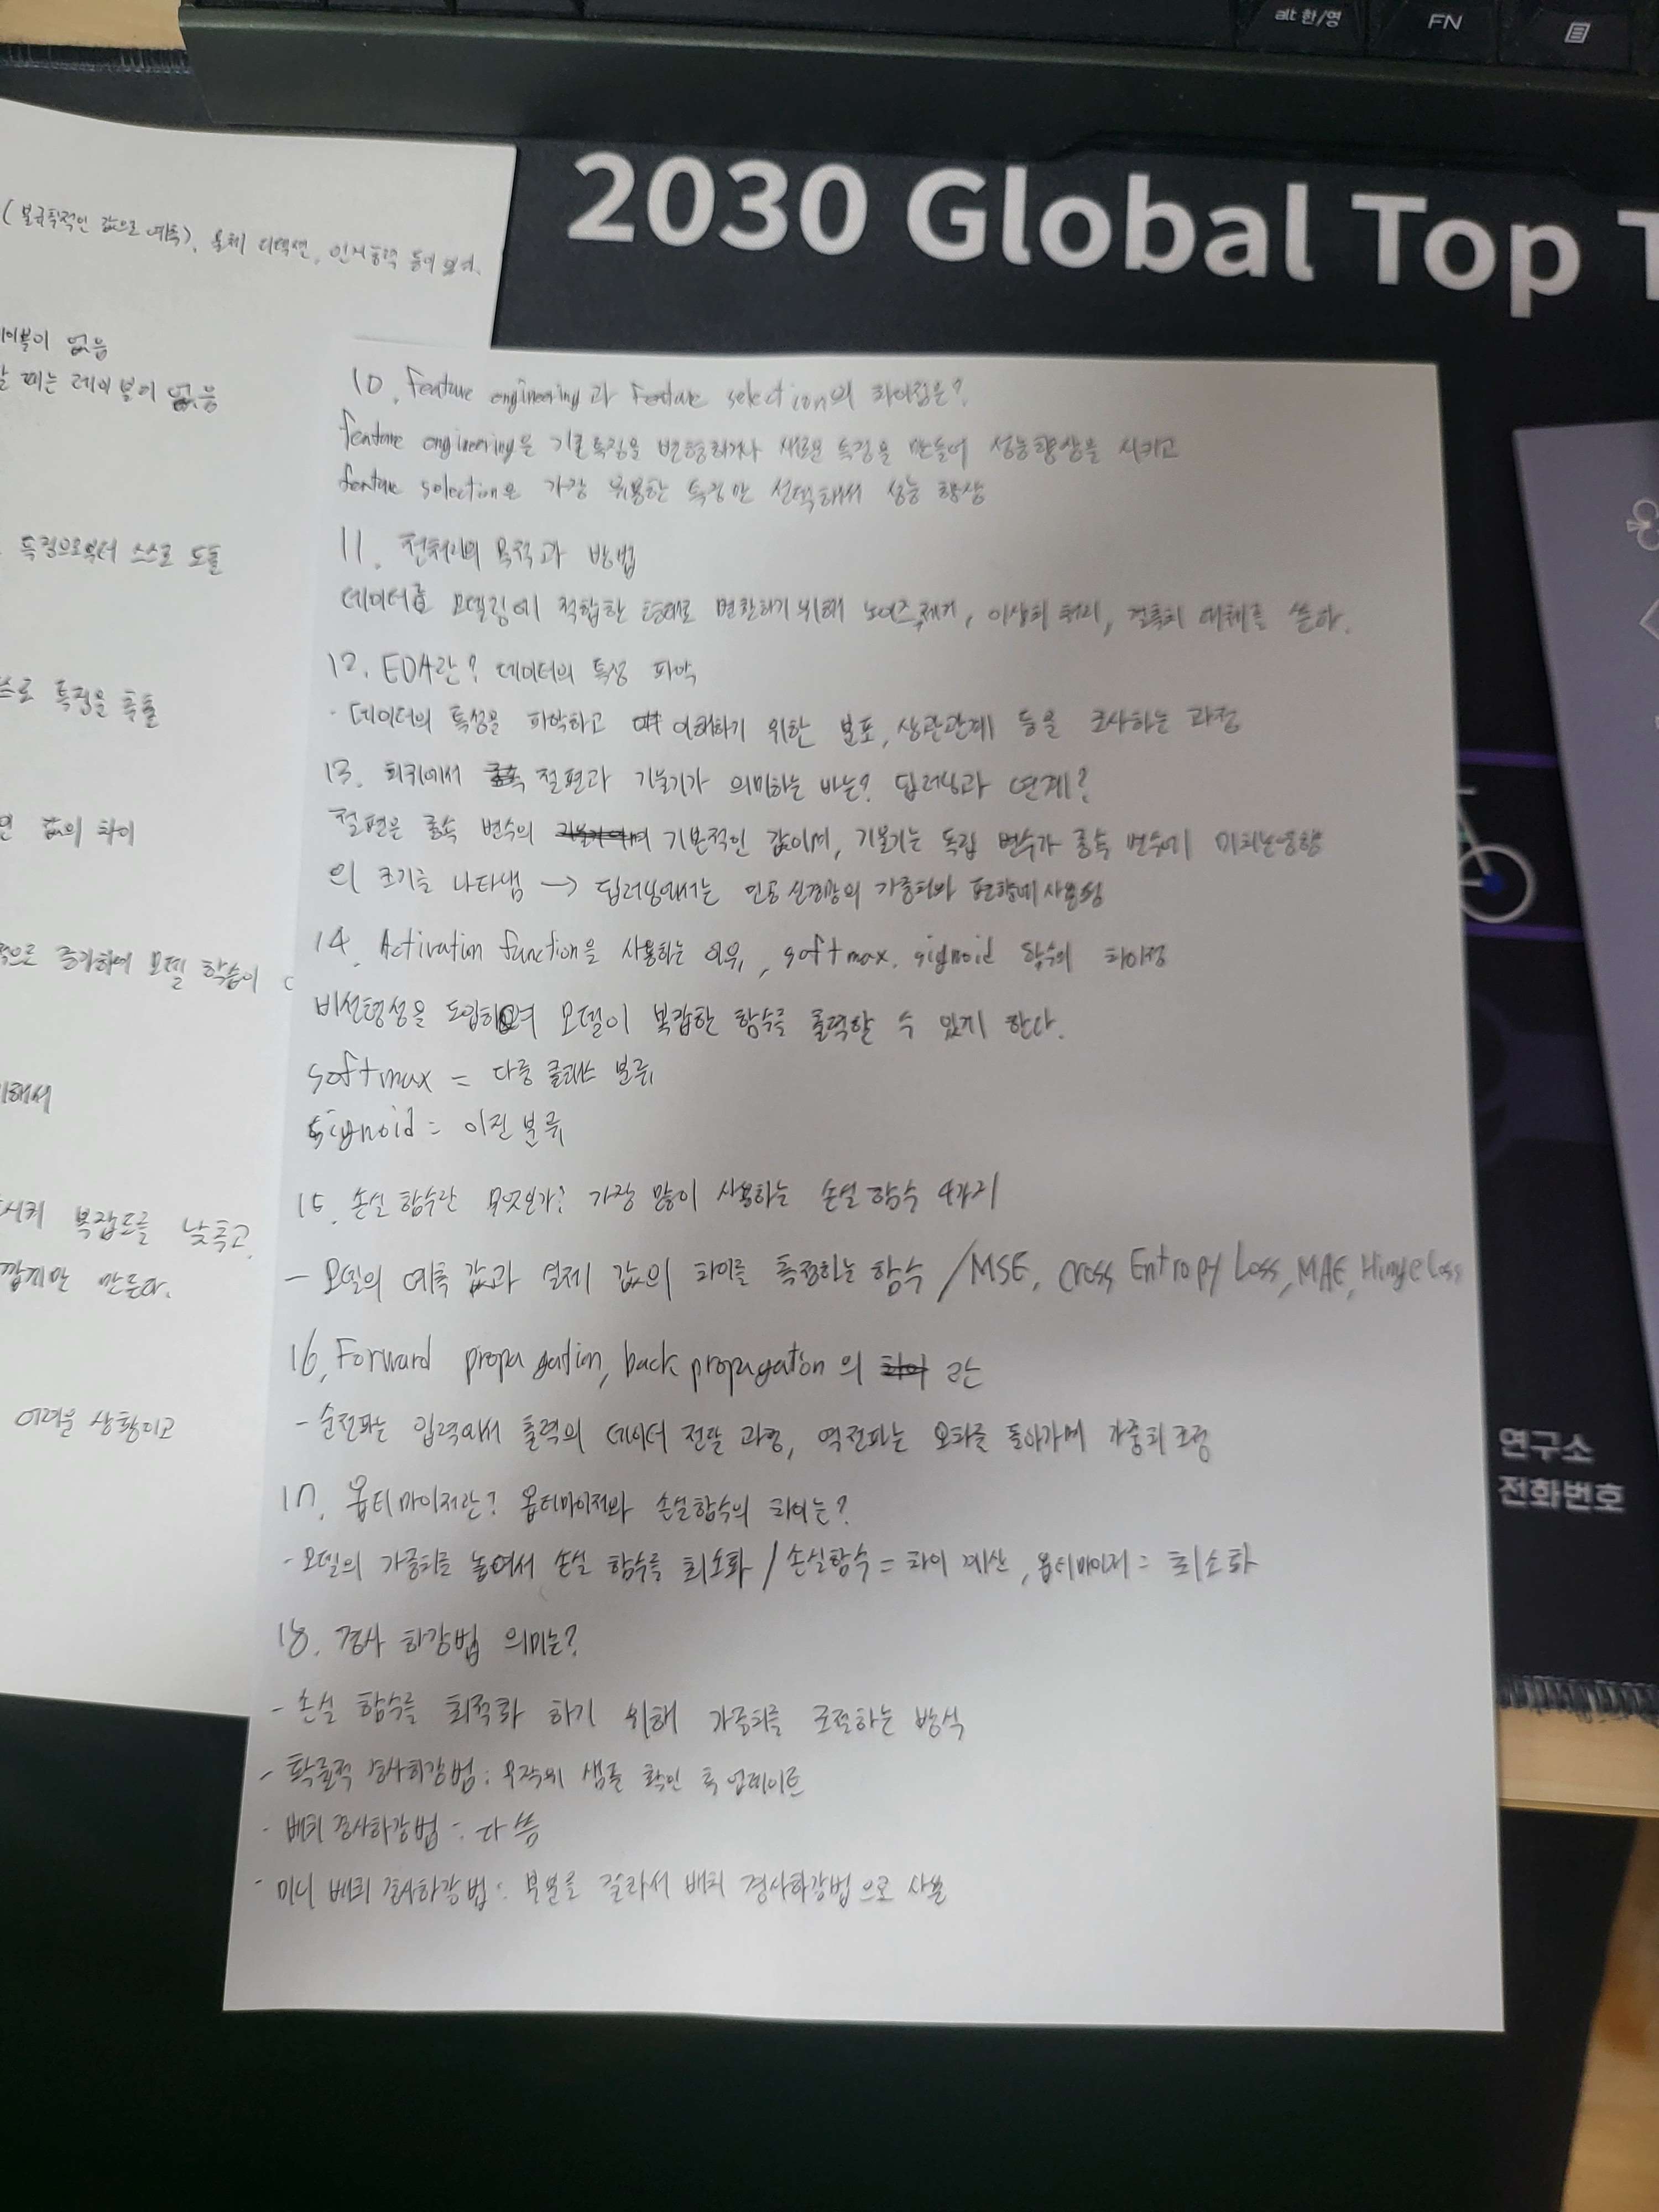 alt 한/영
FN
2030 Global Top T
(불규칙적인 값으로 예측), 물체 디텍션, 인지능력 등이 있어.
이블이 없음
할 때는 레이블이 없음
특징으로부터 스스로 도출
스로 특징을 추출
값의 차이
적으로 증가하여 모델 학습이
위해서
시켜 복잡도를 낮추고
깝게만 만든다.
어려운 상황이고
10. Feature engineering과 Feature selection의 차이점은?
feature engineering은 기존 특징을 변형하거나 새로운 특징을 만들어 성능향상을 시키고
feature selection은 가장 유용한 특징만 선택해서 성능 향상
11. 전처리의 목적과 방법
데이터를 모델링에 적합한 형태로 변환하기 위해 노이즈 제거, 이상치 처리, 결측치 대체를 쓴다.
12. EDA란? 데이터의 특성 파악
- 데이터의 특성을 파악하고 이해하기 위한 분포, 상관관계 등을 조사하는 과정
13. 회귀에서 절편과 기울기가 의미하는 바는? 딥러닝과 연계?
절편은 종속 변수의 기본적인 값이며, 기울기는 독립 변수가 종속 변수에 미치는영향
의 크기를 나타냄 → 딥러닝에서는 인공신경망의 가중치와 편향에 사용됨
14. Activation function을 사용하는 이유, softmax, sigmoid 함수의 차이점
비선형성을 도입하여 모델이 복잡한 함수를 출력할 수 있게 한다.
softmax = 다중 클래스 분류
sigmoid = 이진 분류
15. 손실 함수란 무엇인가? 가장 많이 사용하는 손실 함수 4가지
- 모델의 예측 값과 실제 값의 차이를 측정하는 함수 / MSE, Cross Entropy Loss, MAE, Hinge Loss
16. Forward propagation, back propagation의 란
- 순전파는 입력에서 출력의 데이터 전달 과정, 역전파는 오차를 돌아가며 가중치 조정
17. 옵티마이저란? 옵티마이저와 손실함수의 차이는?
- 모델의 가중치를 높여서 손실 함수를 최소화 / 손실함수 = 차이 계산, 옵티마이저 = 최소화
18. 경사 하강법 의미는?
- 손실 함수를 최적화 하기 위해 가중치를 조절하는 방식
- 확률적 경사하강법: 무작위 샘플 확인 후 업데이트
- 배치 경사하강법: 다 씀
- 미니 배치 경사하강법: 부분으로 잘라서 배치 경사하강법으로 사용
연구소
전화번호